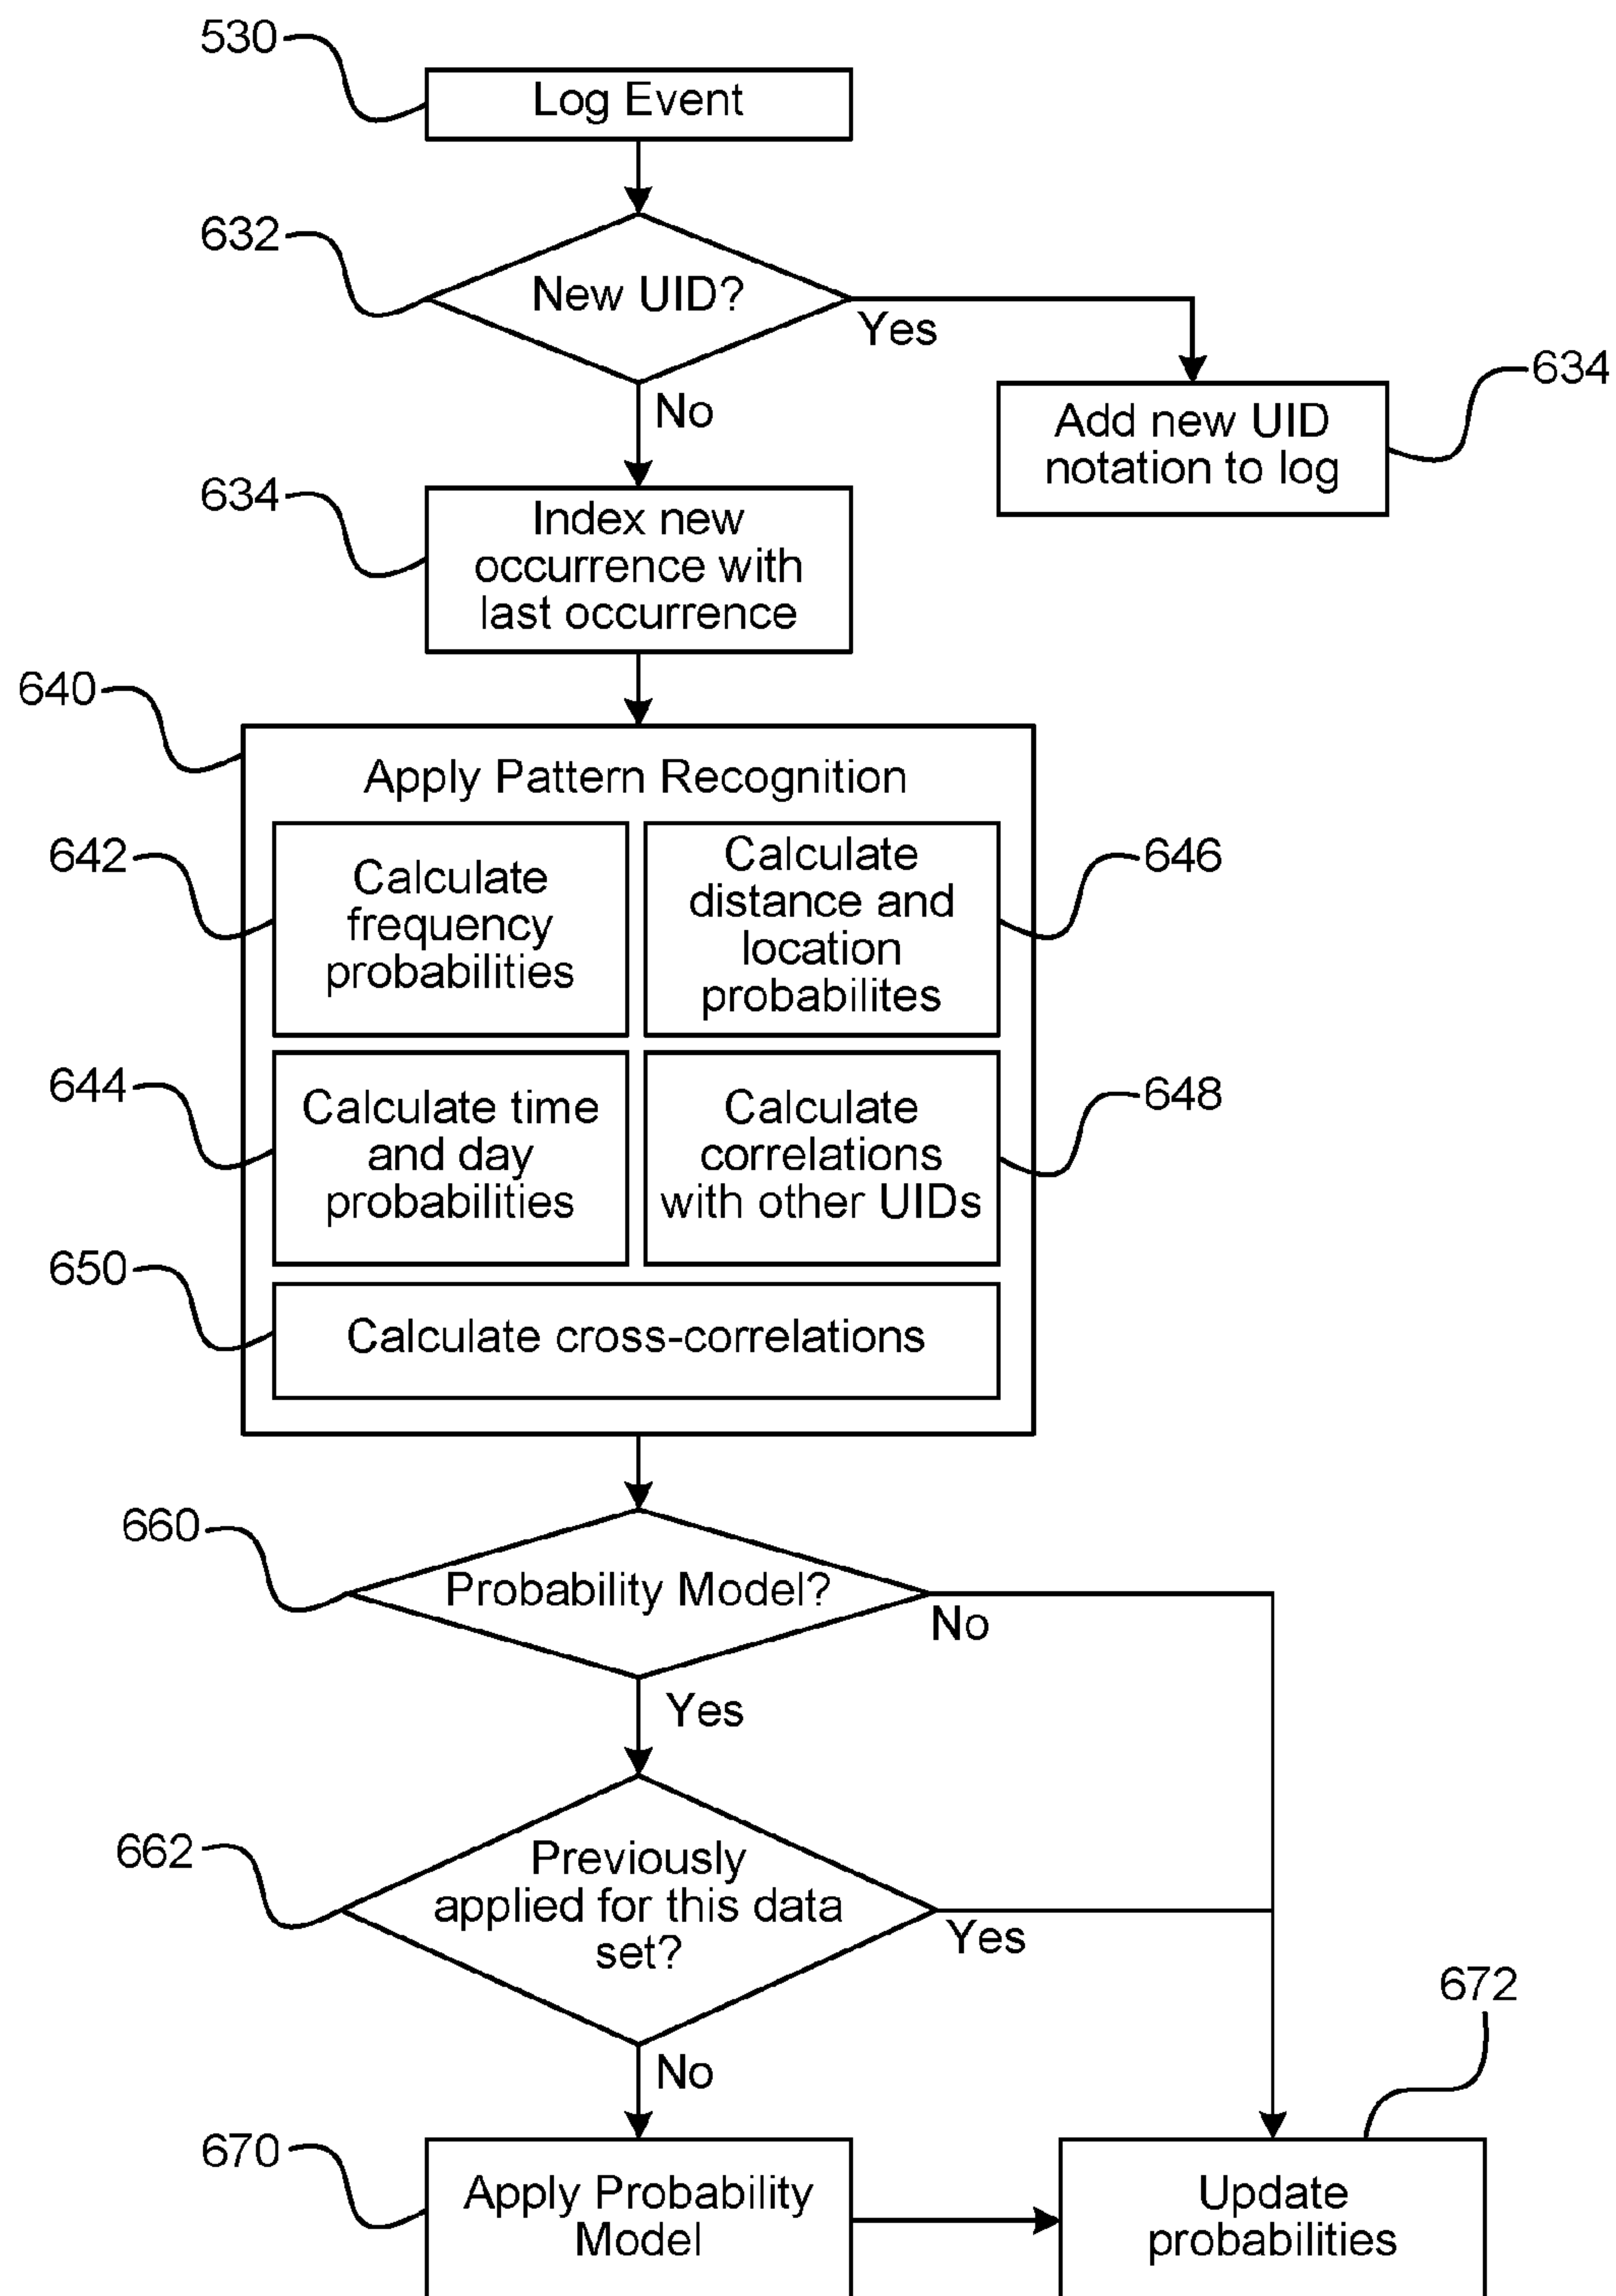 530
Log Event
632
New UID?
Yes
No
634
Add new UID
notation to log
634
Index new
occurrence with
last occurrence
640
Apply Pattern Recognition
642
Calculate
frequency
probabilities
Calculate
distance and
location
probabilites
646
644
Calculate time
and day
probabilities
Calculate
correlations
with other UIDs
648
650
Calculate cross-correlations
660
Probability Model?
No
Yes
662
Previously
applied for this data
set?
Yes
No
672
670
Apply Probability
Model
Update
probabilities